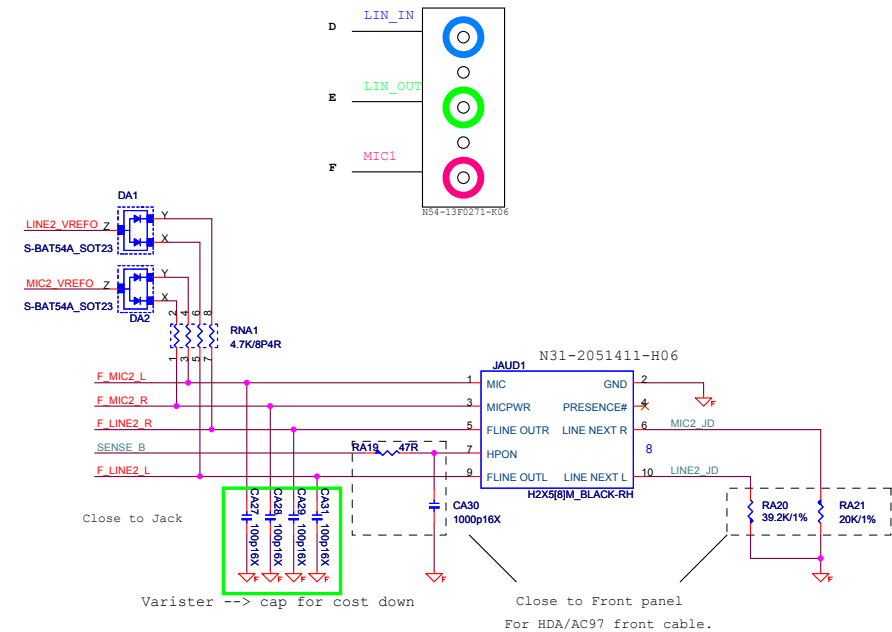 LIN_IN
D
LIN_OUT
E
MIC1
F
N54-13F0271-K06
DA1
LINE2_VREFO Z
Y
X
S-BAT54A_SOT23
MIC2_VREFO Z
Y
X
S-BAT54A_SOT23
DA2
2 4 6 8
RNA1
4.7K/8P4R
1 3 5 7
N31-2051411-H06
JAUD1
F_MIC2_L 1 MIC GND 2
F
F_MIC2_R 3 MICPWR PRESENCE# 4
F_LINE2_R 5 FLINE OUTR LINE NEXT R 6 MIC2_JD
SENSE_B RA19 47R 7 HPON 8
F_LINE2_L 9 FLINE OUTL LINE NEXT L 10 LINE2_JD
H2X5[8]M_BLACK-RH
CA27 100p16X
CA28 100p16X
CA29 100p16X
CA31 100p16X
CA30
1000p16X
RA20
39.2K/1%
RA21
20K/1%
Close to Jack
F F F F F F
Varister --> cap for cost down
Close to Front panel
For HDA/AC97 front cable.